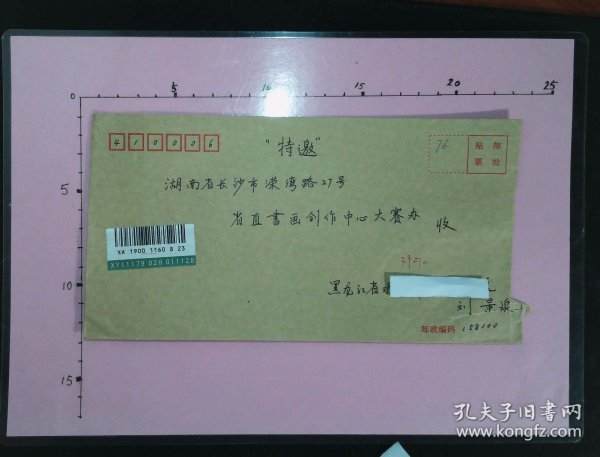 5 10 15 20 25
0
5
10
15
410006
"特邀"
76
贴 邮
票 处
湖南省长沙市溁湾路27号
省直书画创作中心大赛办 收
XA 1900 1160 8 23
XY11179 029 011128
黑龙江省鸡
刘景泉
邮政编码 158100
孔夫子旧书网
www.kongfz.com